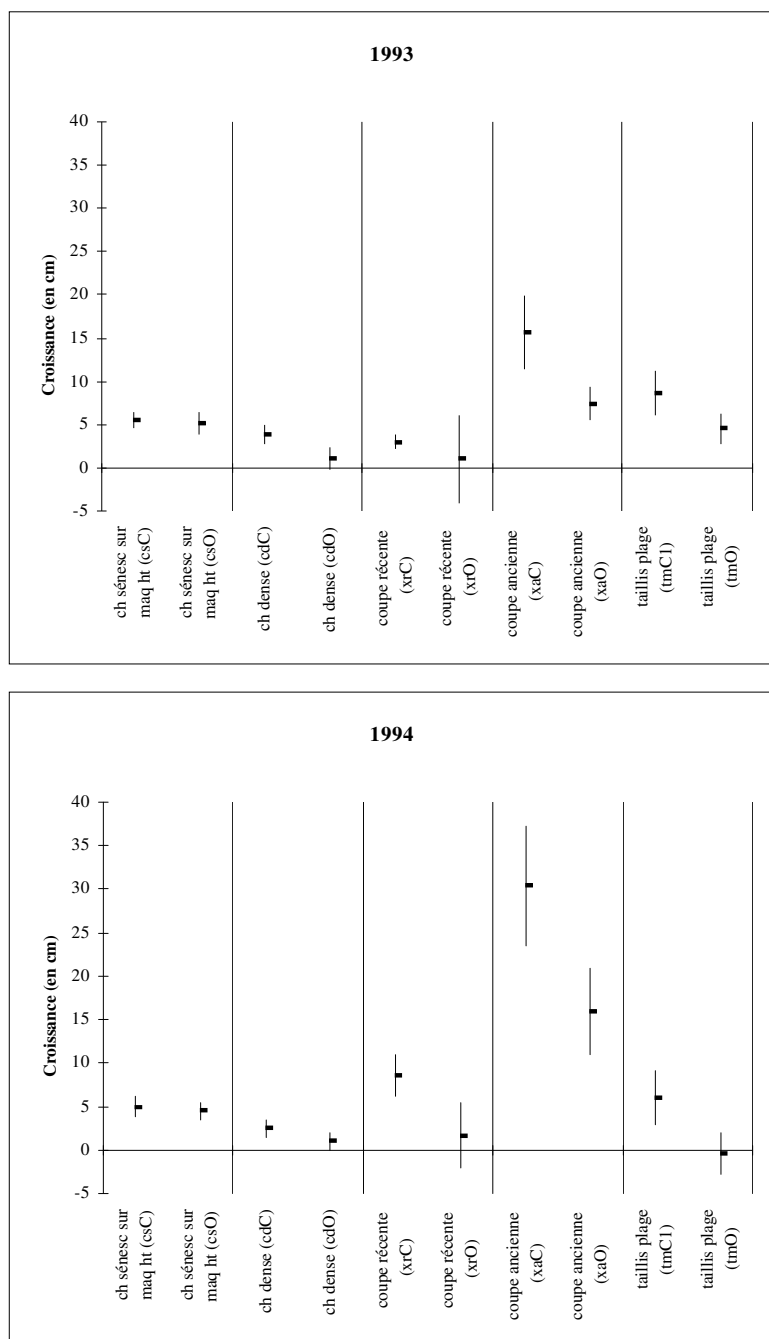 1993
Croissance (en cm)
40
35
30
25
20
15
10
5
0
-5
ch sénesc sur
maq ht (csC)
ch sénesc sur
maq ht (csO)
ch dense (cdC)
ch dense (cdO)
coupe récente
(xrC)
coupe récente
(xrO)
coupe ancienne
(xaC)
coupe ancienne
(xaO)
taillis plage
(tmC1)
taillis plage
(tmO)
1994
Croissance (en cm)
40
35
30
25
20
15
10
5
0
-5
ch sénesc sur
maq ht (csC)
ch sénesc sur
maq ht (csO)
ch dense (cdC)
ch dense (cdO)
coupe récente
(xrC)
coupe récente
(xrO)
coupe ancienne
(xaC)
coupe ancienne
(xaO)
taillis plage
(tmC1)
taillis plage
(tmO)